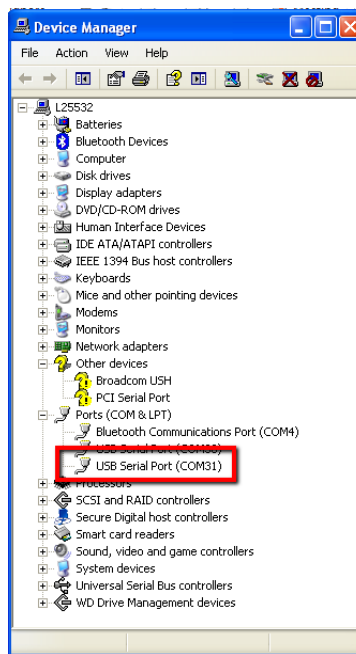 Device Manager
File Action View Help
L25532
Batteries
Bluetooth Devices
Computer
Disk drives
Display adapters
DVD/CD-ROM drives
Human Interface Devices
IDE ATA/ATAPI controllers
IEEE 1394 Bus host controllers
Keyboards
Mice and other pointing devices
Modems
Monitors
Network adapters
Other devices
Broadcom USH
PCI Serial Port
Ports (COM & LPT)
Bluetooth Communications Port (COM4)
USB Serial Port
USB Serial Port (COM31)
Processors
SCSI and RAID controllers
Secure Digital host controllers
Smart card readers
Sound, video and game controllers
System devices
Universal Serial Bus controllers
WD Drive Management devices